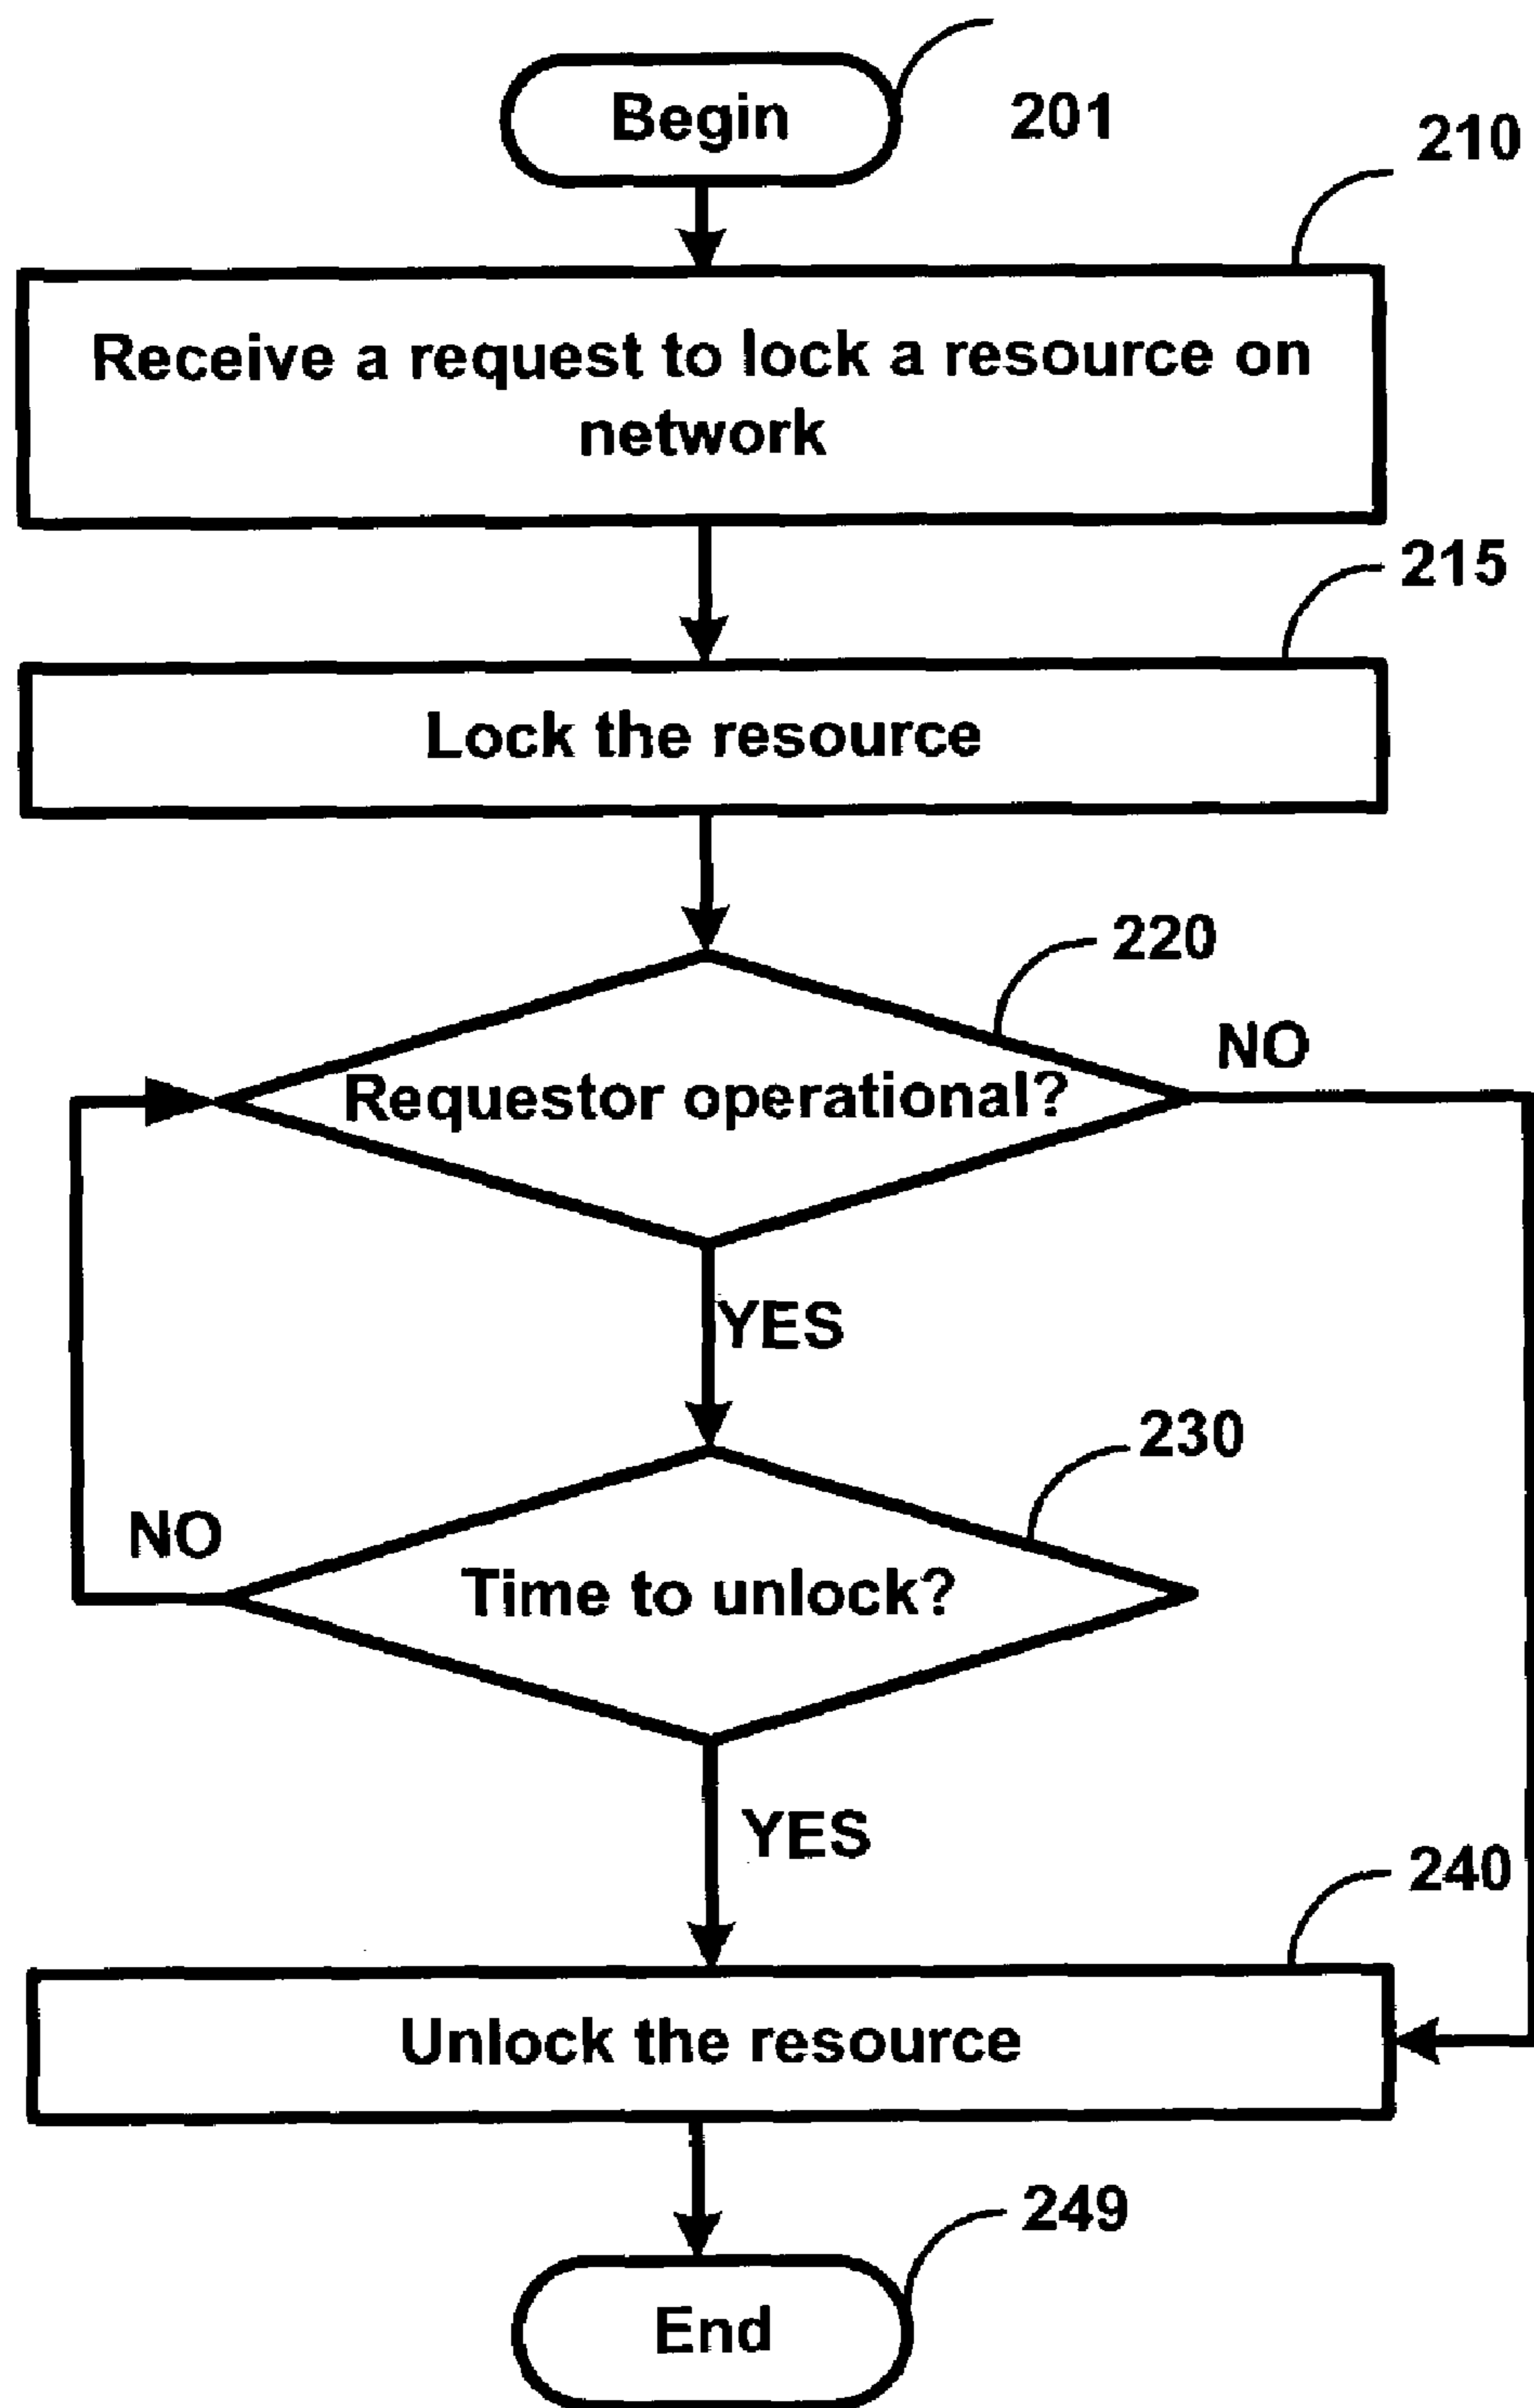 Begin
201
210
Receive a request to lock a resource on
network
215
Lock the resource
220
NO
Requestor operational?
YES
230
NO
Time to unlock?
YES
240
Unlock the resource
249
End